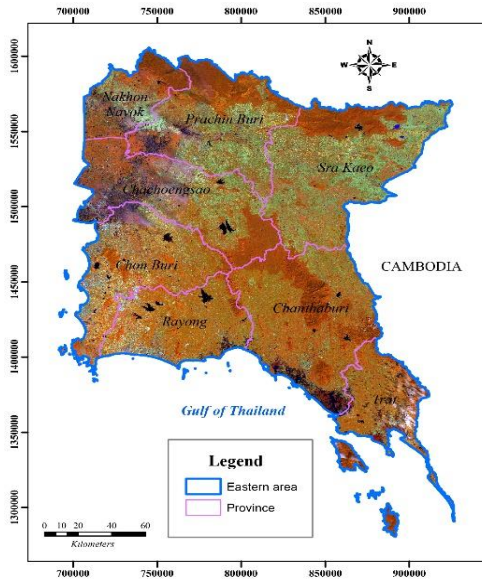 700000 750000 800000 850000 900000
1600000
1550000
1500000
1450000
1400000
1350000
1300000
N
W E
S
Nakhon
Nayok
Prachin Buri
Sra Kaeo
Chachoengsao
Chon Buri
CAMBODIA
Rayong
Chanthaburi
Trat
Gulf of Thailand
Legend
Eastern area
Province
0 10 20 40 60
Kilometers
700000 750000 800000 850000 900000